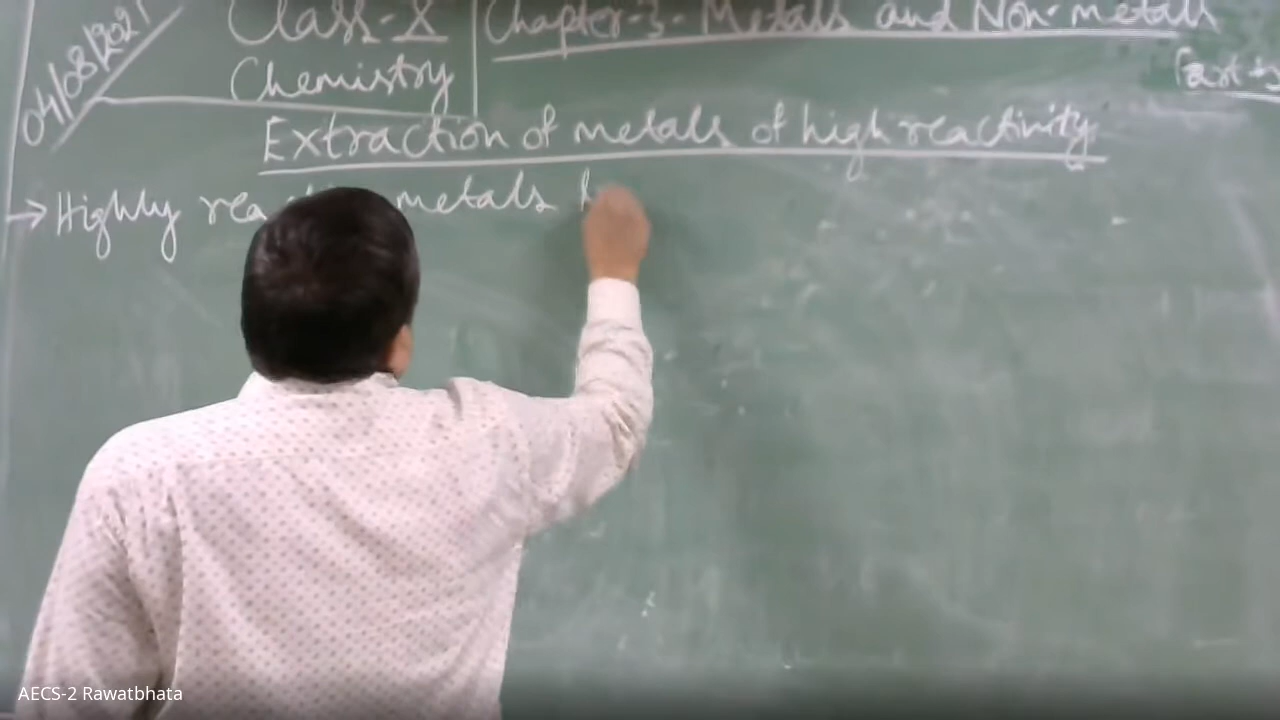 04/08/2021
Class-X
Chapter-3-Metals and Non-metals
Chemistry
Extraction of metals of high reactivity
→ Highly metals
AECS-2 Rawatbhata